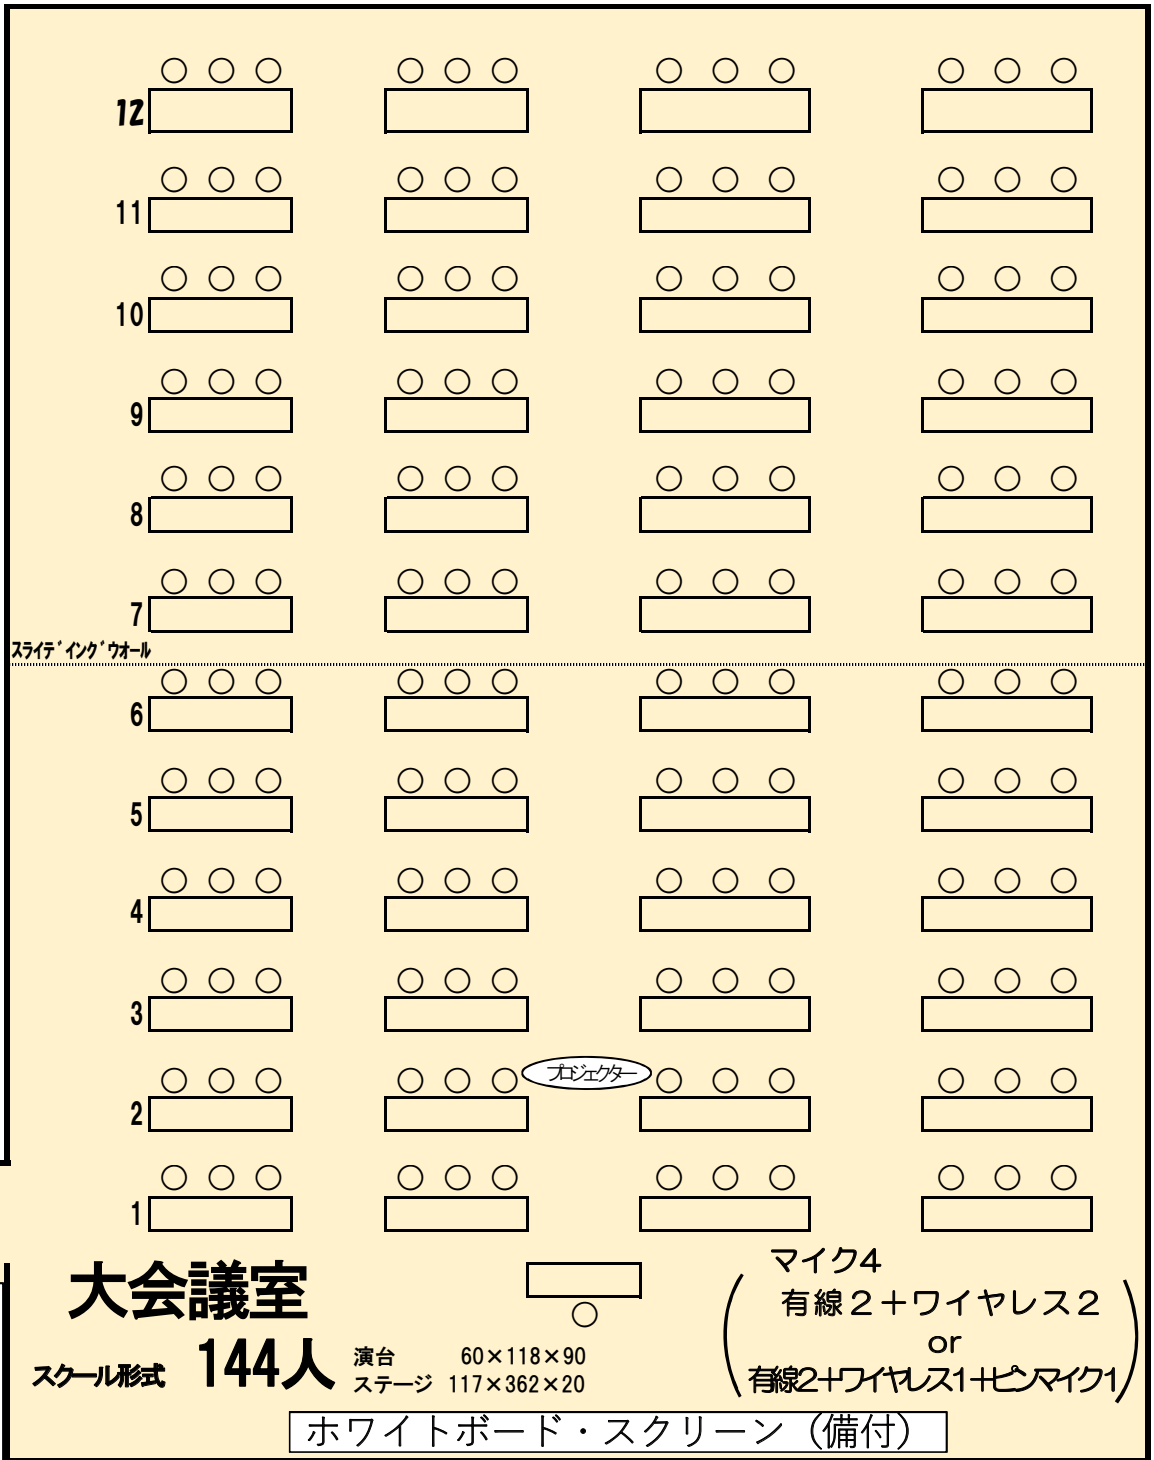 12
11
10
9
8
7
スライデイングウオール
6
5
4
3
プロジェクター
2
1
大会議室
スクール形式 144人
演台 60×118×90
ステージ 117×362×20
マイク4
有線２＋ワイヤレス２
or
有線2＋ワイヤレス1＋ピンマイク1
ホワイトボード・スクリーン（備付）